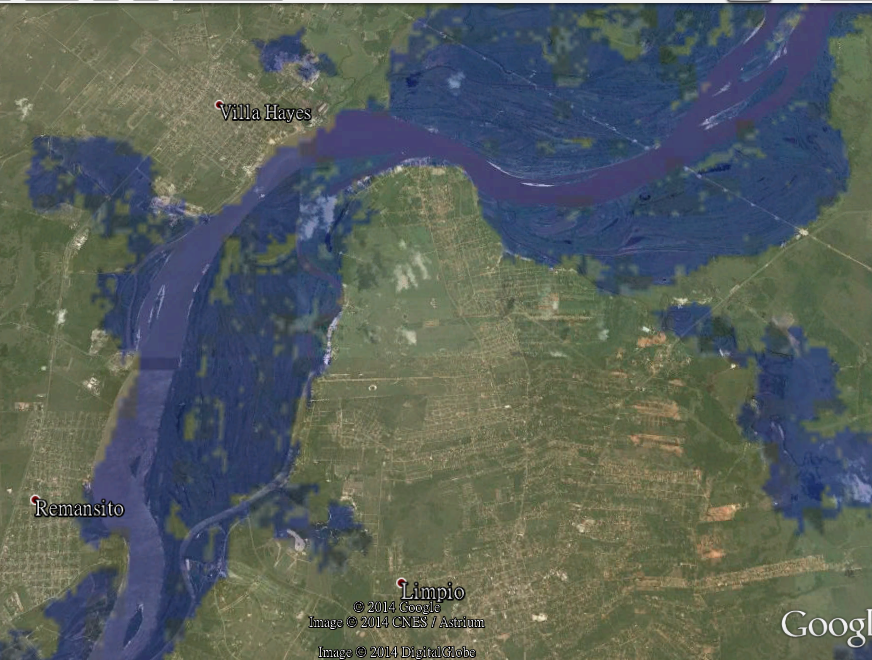 Villa Hayes
Remansito
Limpio
© 2014 Google
Image © 2014 CNES / Astrium
Image © 2014 DigitalGlobe
Googl